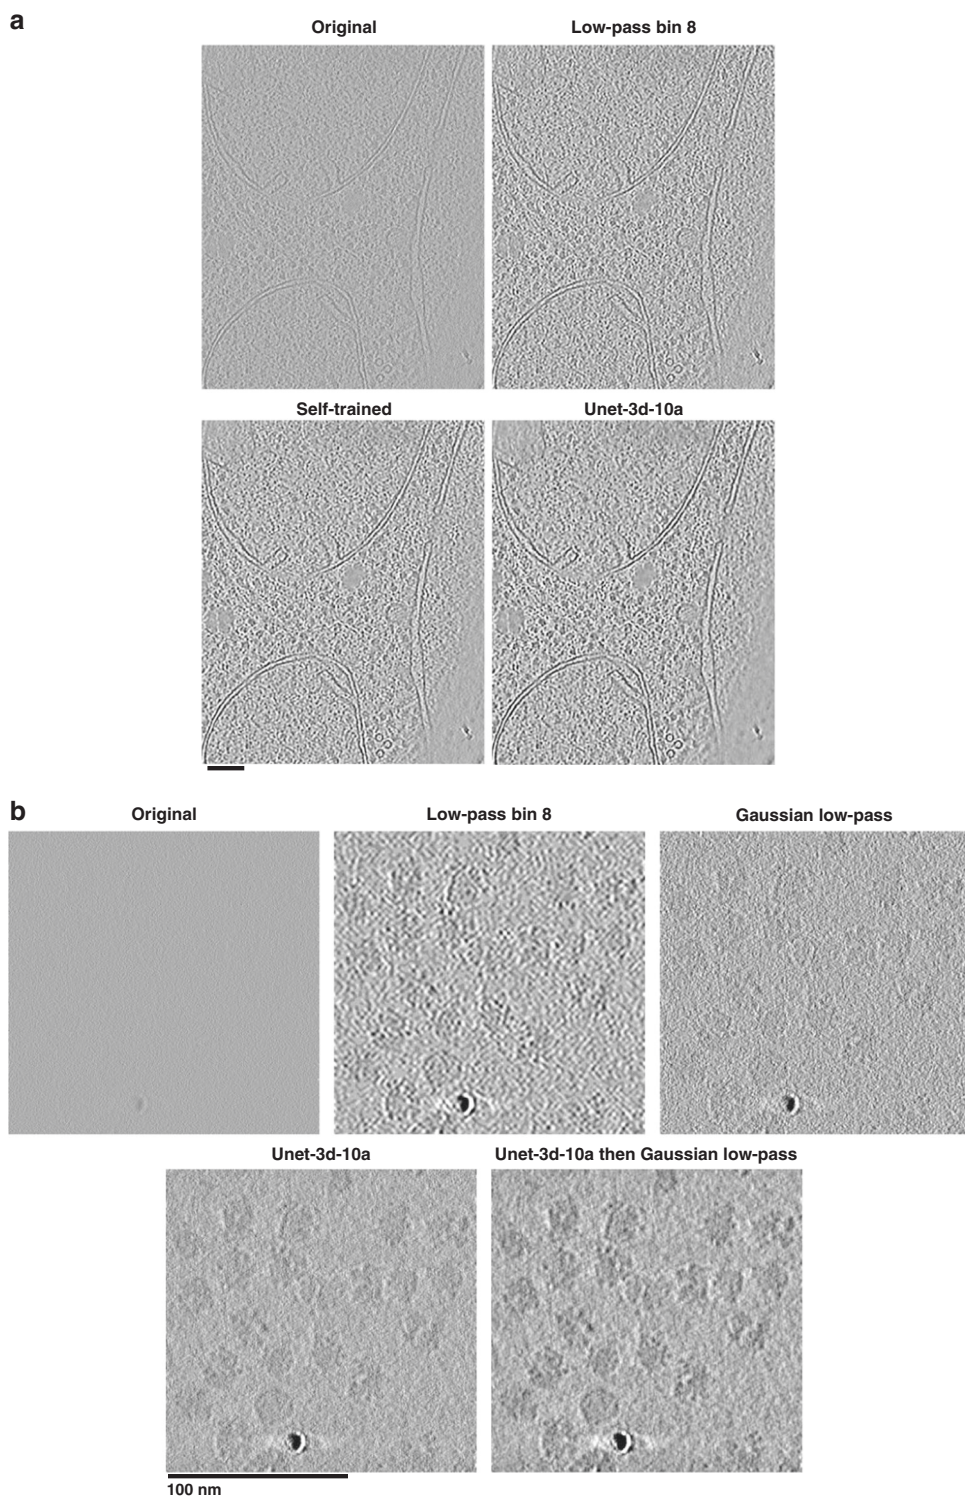 a
Original Low-pass bin 8
Self-trained Unet-3d-10a
b
Original Low-pass bin 8 Gaussian low-pass
Unet-3d-10a Unet-3d-10a then Gaussian low-pass
100 nm